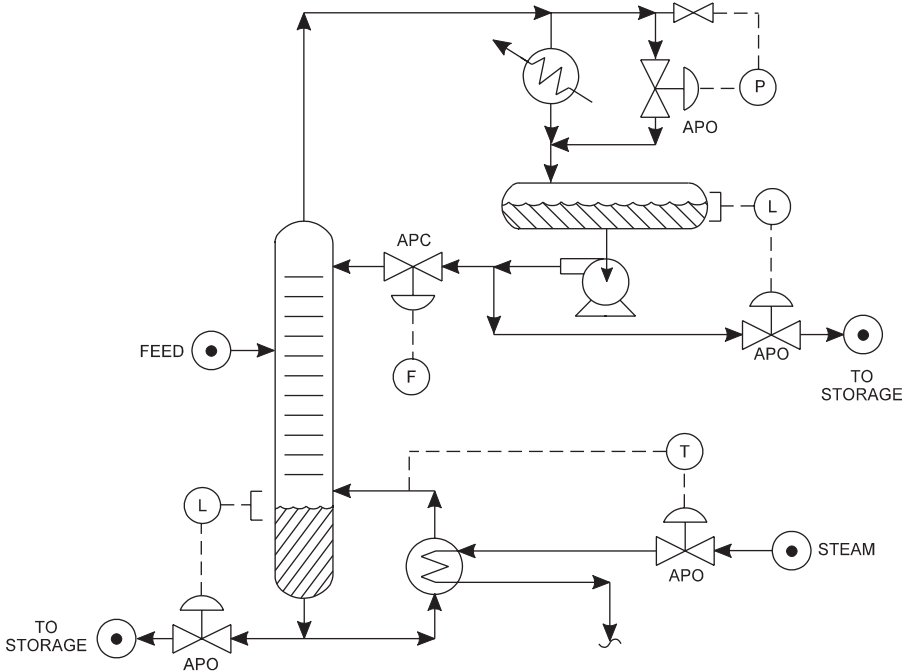 P
APO
L
APC
FEED
F
APO
TO
STORAGE
T
L
STEAM
APO
TO
STORAGE
APO